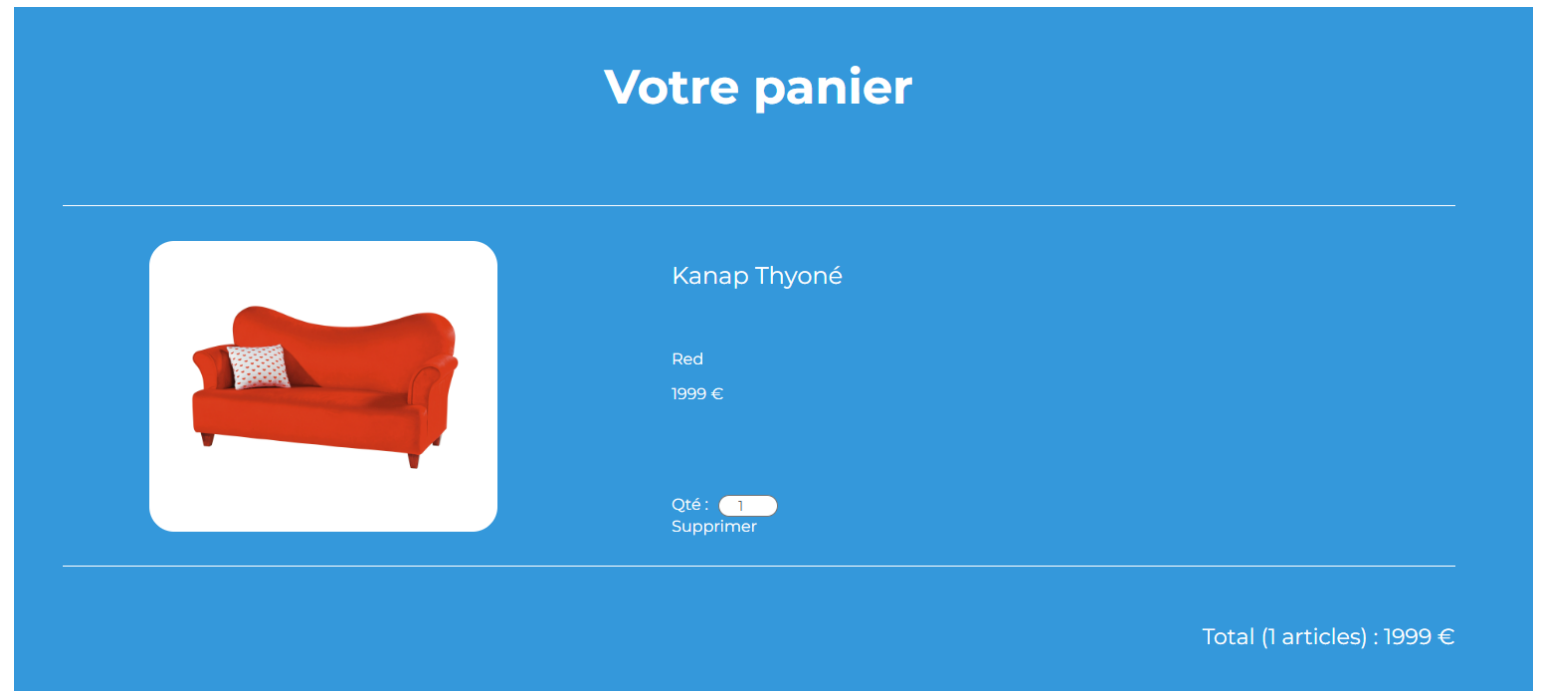 Votre panier
Kanap Thyoné
Red
1999 €
Qté : 1
Supprimer
Total (1 articles) : 1999 €